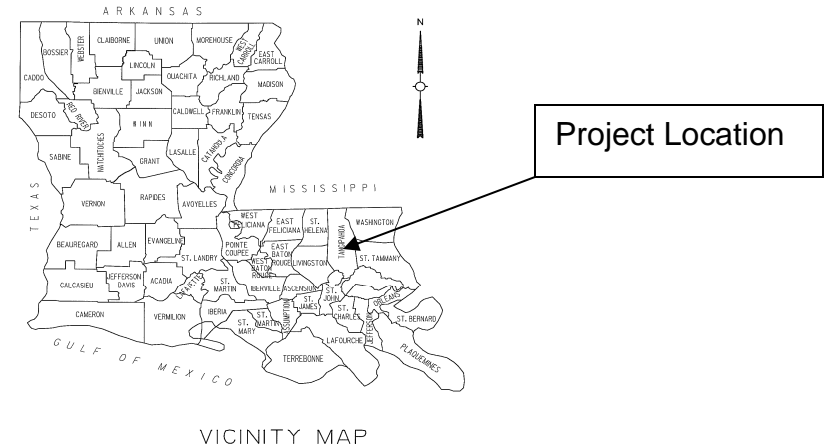 ARKANSAS
N
CLAIBORNE
UNION
MOREHOUSE
WEST
CARROLL
EAST
CARROLL
BOSSIER
WEBSTER
LINCOLN
CADDO
OUACHITA
RICHLAND
MADISON
BIENVILLE
JACKSON
DESOTO
RED RIVER
CALDWELL
FRANKLIN
TENSAS
WINN
Project Location
SABINE
NATCHITOCHES
GRANT
LASALLE
CATAHOULA
CONCORDIA
MISSISSIPPI
TEXAS
VERNON
RAPIDES
AVOYELLES
WEST
FELICIANA
EAST
FELICIANA
ST.
HELENA
TANGIPAHOA
WASHINGTON
BEAUREGARD
ALLEN
EVANGELINE
ST. LANDRY
POINTE
COUPEE
EAST
BATON
ROUGE
WEST
BATON
ROUGE
LIVINGSTON
ST. TAMMANY
CALCASIEU
JEFFERSON
DAVIS
ACADIA
LAFAYETTE
ST.
MARTIN
IBERVILLE
ASCENSION
ST.
JOHN
ORLEANS
CAMERON
VERMILION
IBERIA
ST.
MARTIN
ST.
MARY
ASSUMPTION
ST.
JAMES
ST.
CHARLES
JEFFERSON
ST. BERNARD
LAFOURCHE
PLAQUEMINES
TERREBONNE
GULF OF MEXICO
VICINITY MAP